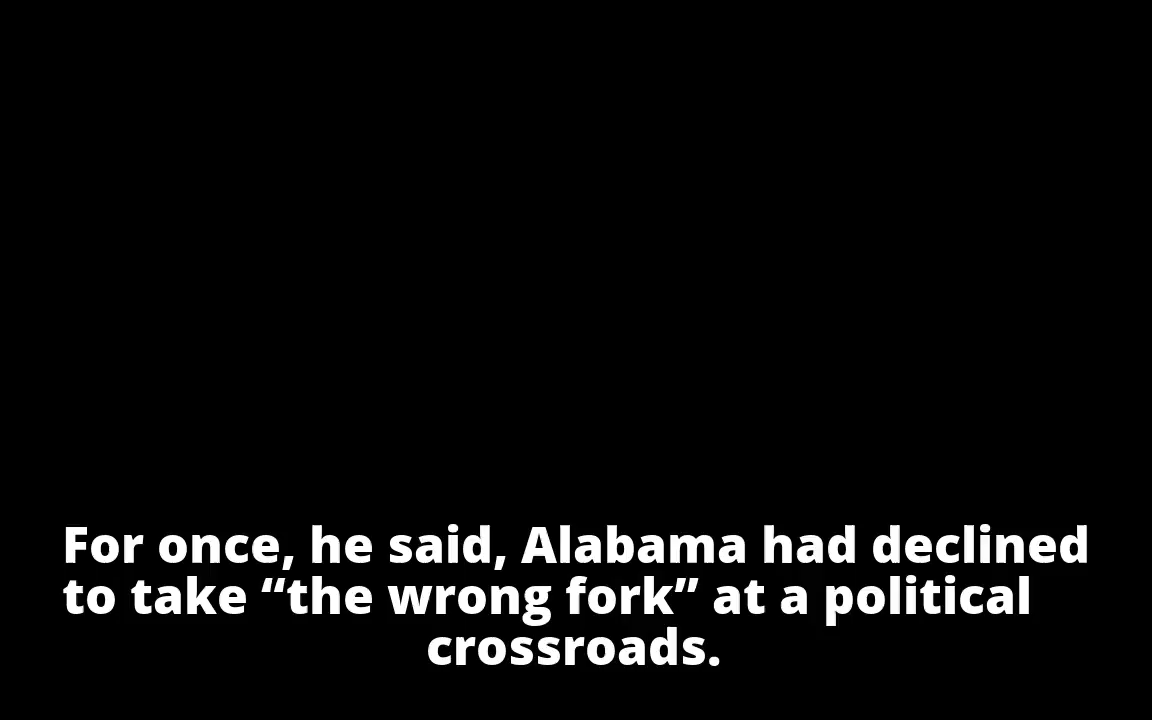 For once, he said, Alabama had declined
to take “the wrong fork” at a political
crossroads.